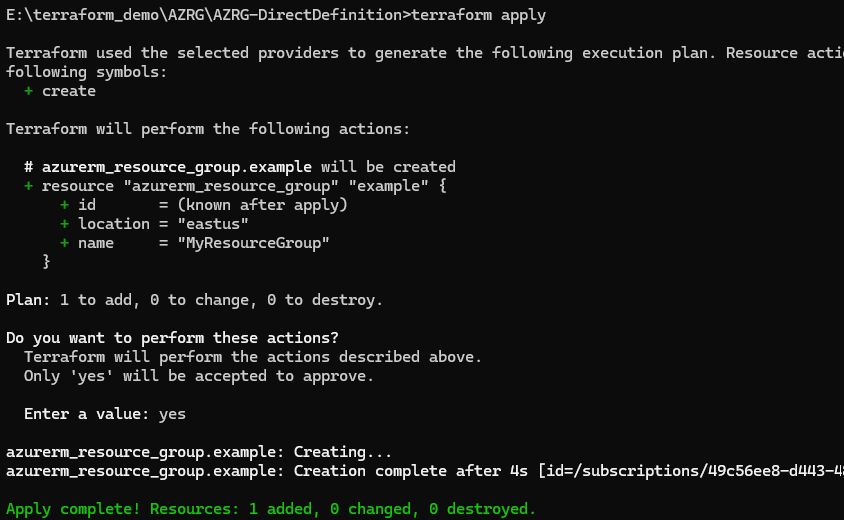 E:\terraform_demo\AZRG\AZRG-DirectDefinition>terraform apply
Terraform used the selected providers to generate the following execution plan. Resource
following symbols:
+ create
Terraform will perform the following actions:
# azurerm_resource_group.example will be created
+ resource "azurerm_resource_group" "example" {
+ id       = (known after apply)
+ location = "eastus"
+ name     = "MyResourceGroup"
}
Plan: 1 to add, 0 to change, 0 to destroy.
Do you want to perform these actions?
Terraform will perform the actions described above.
Only 'yes' will be accepted to approve.
Enter a value: yes
azurerm_resource_group.example: Creating...
azurerm_resource_group.example: Creation complete after 4s [id=/subscriptions/49c56ee8-d443-4
Apply complete! Resources: 1 added, 0 changed, 0 destroyed.